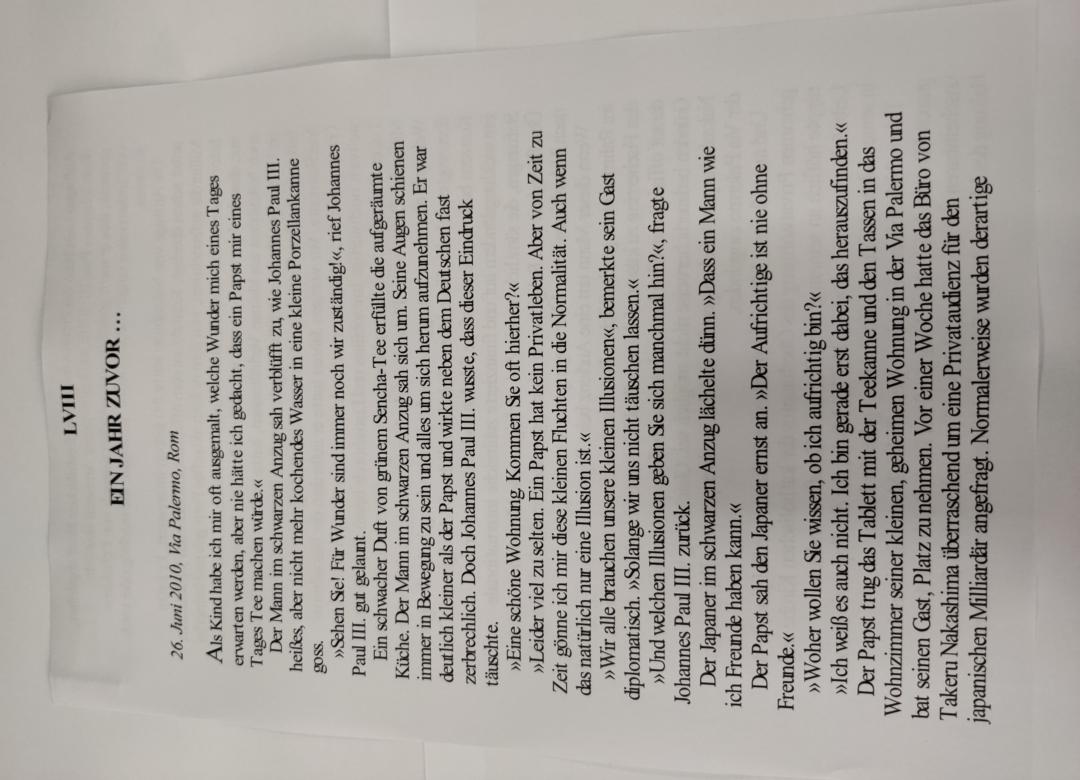 LVIII
EIN JAHR ZUVOR ...
26. Juni 2010, Via Palermo, Rom
Als Kind habe ich mir oft ausgemalt, welche Wunder mich eines Tages
erwarten werden, aber nie hätte ich gedacht, dass ein Papst mir eines
Tages Tee machen würde.«
Der Mann im schwarzen Anzug sah verblüfft zu, wie Johannes Paul III.
heißes, aber nicht mehr kochendes Wasser in eine kleine Porzellankanne
goss.
»Sehen Sie! Für Wunder sind immer noch wir zuständig!«, rief Johannes
Paul III. gut gelaunt.
Ein schwacher Duft von grünem Sencha-Tee erfüllte die aufgeräumte
Küche. Der Mann im schwarzen Anzug sah sich um. Seine Augen schienen
immer in Bewegung zu sein und alles um sich herum aufzunehmen. Er war
deutlich kleiner als der Papst und wirkte neben dem Deutschen fast
zerbrechlich. Doch Johannes Paul III. wusste, dass dieser Eindruck
täuschte.
»Eine schöne Wohnung Kommen Sie oft hierher?«
»Leider viel zu selten. Ein Papst hat kein Privatleben. Aber von Zeit zu
Zeit gönne ich mir diese kleinen Fluchten in die Normalität. Auch wenn
das natürlich nur eine Illusion ist.«
»Wir alle brauchen unsere kleinen Illusionen«, bemerkte sein Gast
diplomatisch. »Solange wir uns nicht täuschen lassen.«
»Und welchen Illusionen geben Sie sich manchmal hin?«, fragte
Johannes Paul III. zurück.
Der Japaner im schwarzen Anzug lächelte dünn. »Dass ein Mann wie
ich Freunde haben kann.«
Der Papst sah den Japaner ernst an. »Der Aufrichtige ist nie ohne
Freunde.«
»Woher wollen Sie wissen, ob ich aufrichtig bin?«
»Ich weiß es auch nicht. Ich bin gerade erst dabei, das herauszufinden.«
Der Papst trug das Tablett mit der Teekanne und den Tassen in das
Wohnzimmer seiner kleinen, geheimen Wohnung in der Via Palermo und
bat seinen Gast, Platz zu nehmen. Vor einer Woche hatte das Büro von
Takeru Nakashima überraschend um eine Privataudienz für den
japanischen Milliardär angefragt. Normalerweise wurden derartige